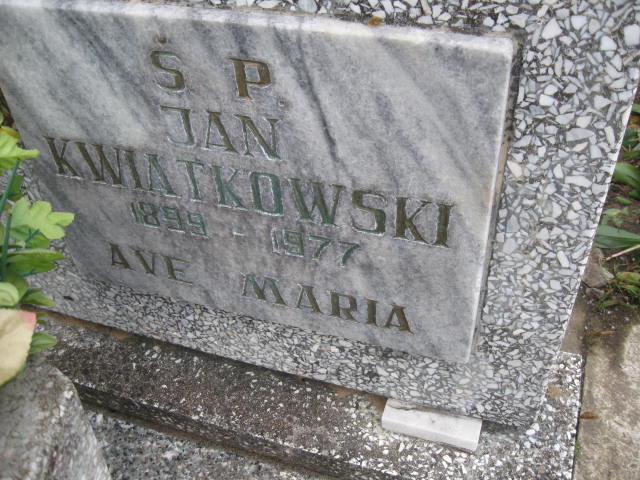 Ś P.
JAN
KWIATKOWSKI
1899 - 1977
AVE MARIA